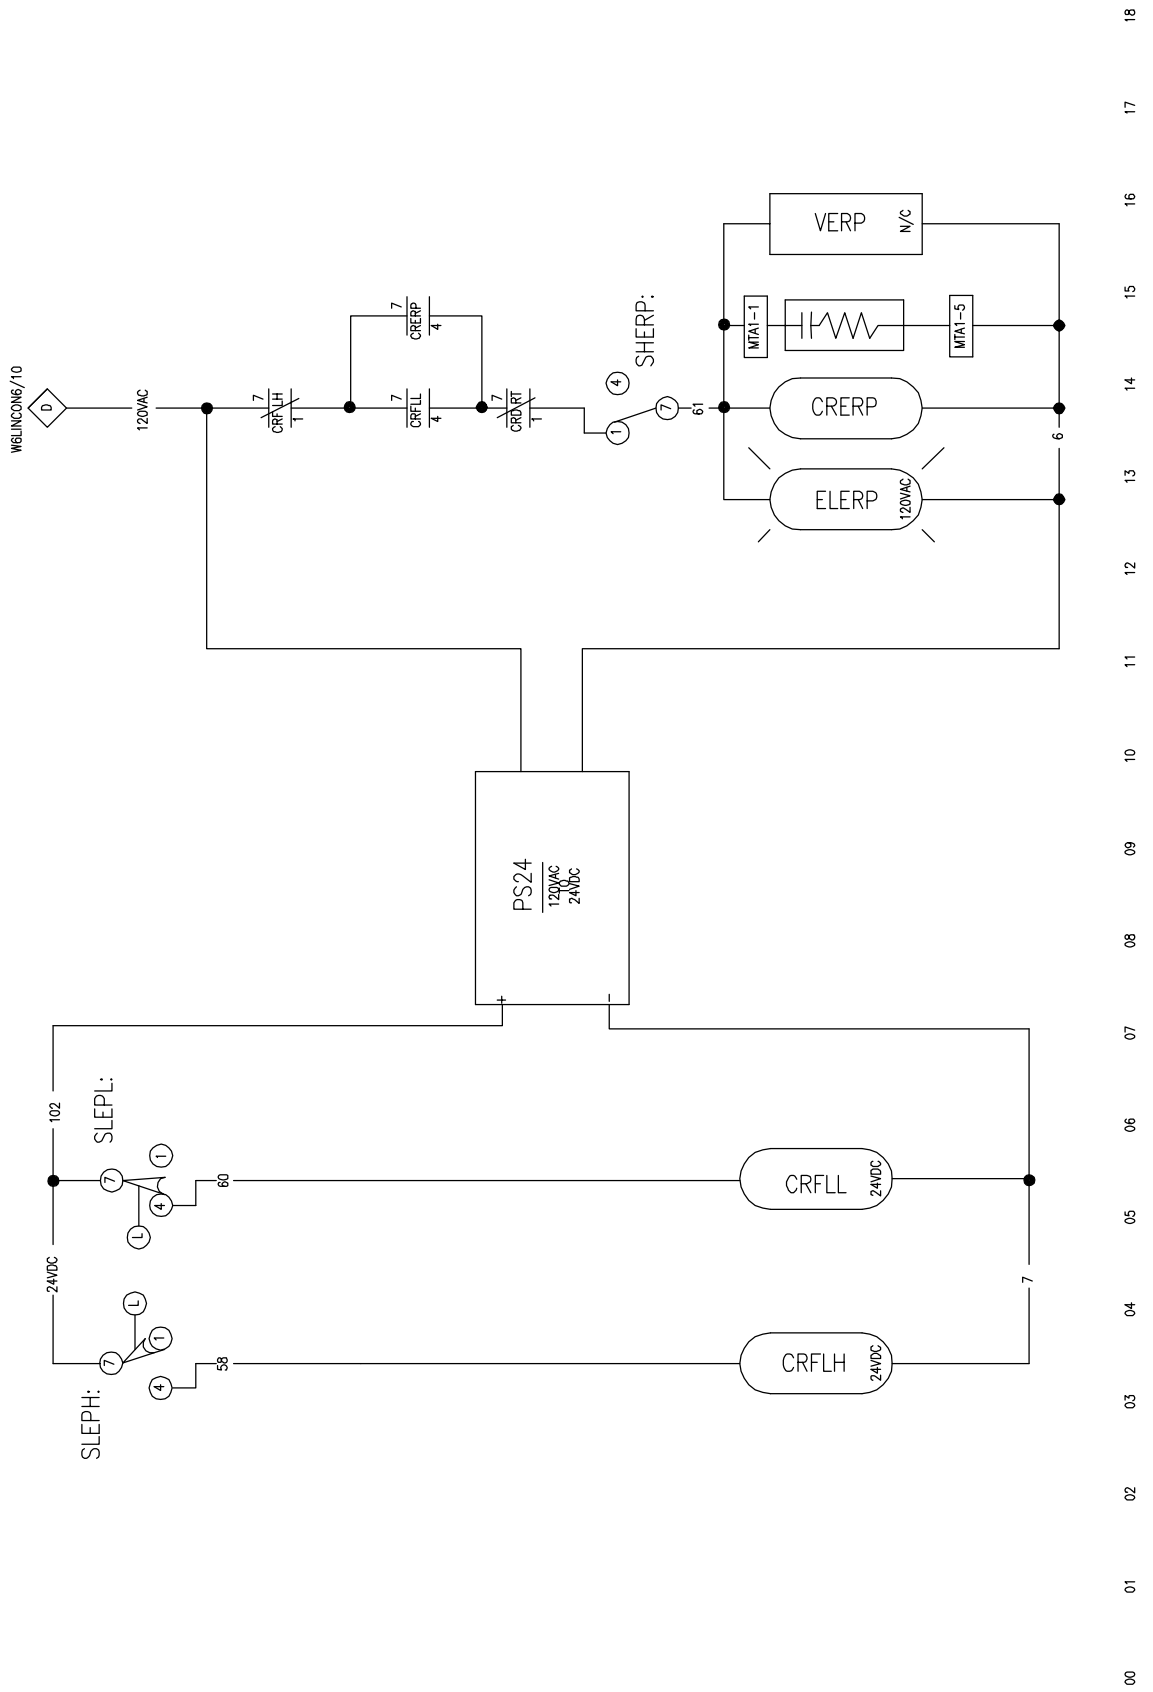 18
17
16
15
14
13
12
11
10
09
08
07
06
05
04
03
02
01
00
W6LINCON6/10
D
120VAC
7
CRFLH
1
7
CRFLL
4
7
CRERP
4
7
1
SHERP:
4
1
7
61
VERP
N/C
MTA1-1
MTA1-5
CRERP
ELERP
120VAC
6
PS24
120VAC
TO
24VDC
+
-
102
24VDC
SLEPL:
7
1
4
L
60
CRFLL
24VDC
SLEPH:
7
1
4
L
58
CRFLH
24VDC
7